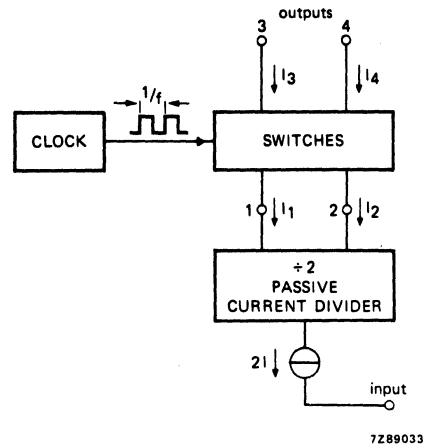 outputs
3 4
I3 I4
1/f
CLOCK
SWITCHES
1 I1 2 I2
÷2
PASSIVE
CURRENT DIVIDER
2I
input
7Z89033